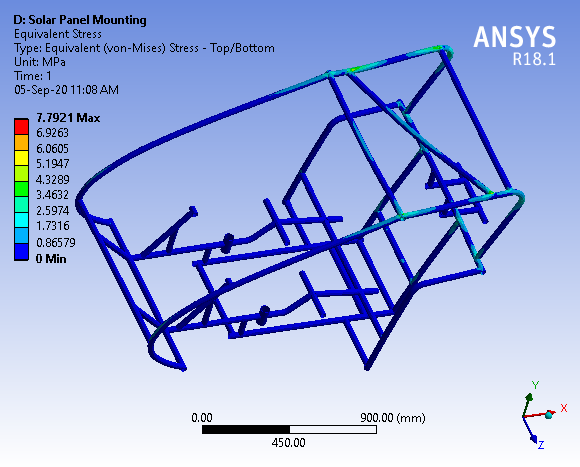 D: Solar Panel Mounting
Equivalent Stress
Type: Equivalent (von-Mises) Stress - Top/Bottom
Unit: MPa
Time: 1
05-Sep-20 11:08 AM
ANSYS
R18.1
7.7921 Max
6.9263
6.0605
5.1947
4.3289
3.4632
2.5974
1.7316
0.86579
0 Min
0.00
900.00 (mm)
450.00
Y
X
Z